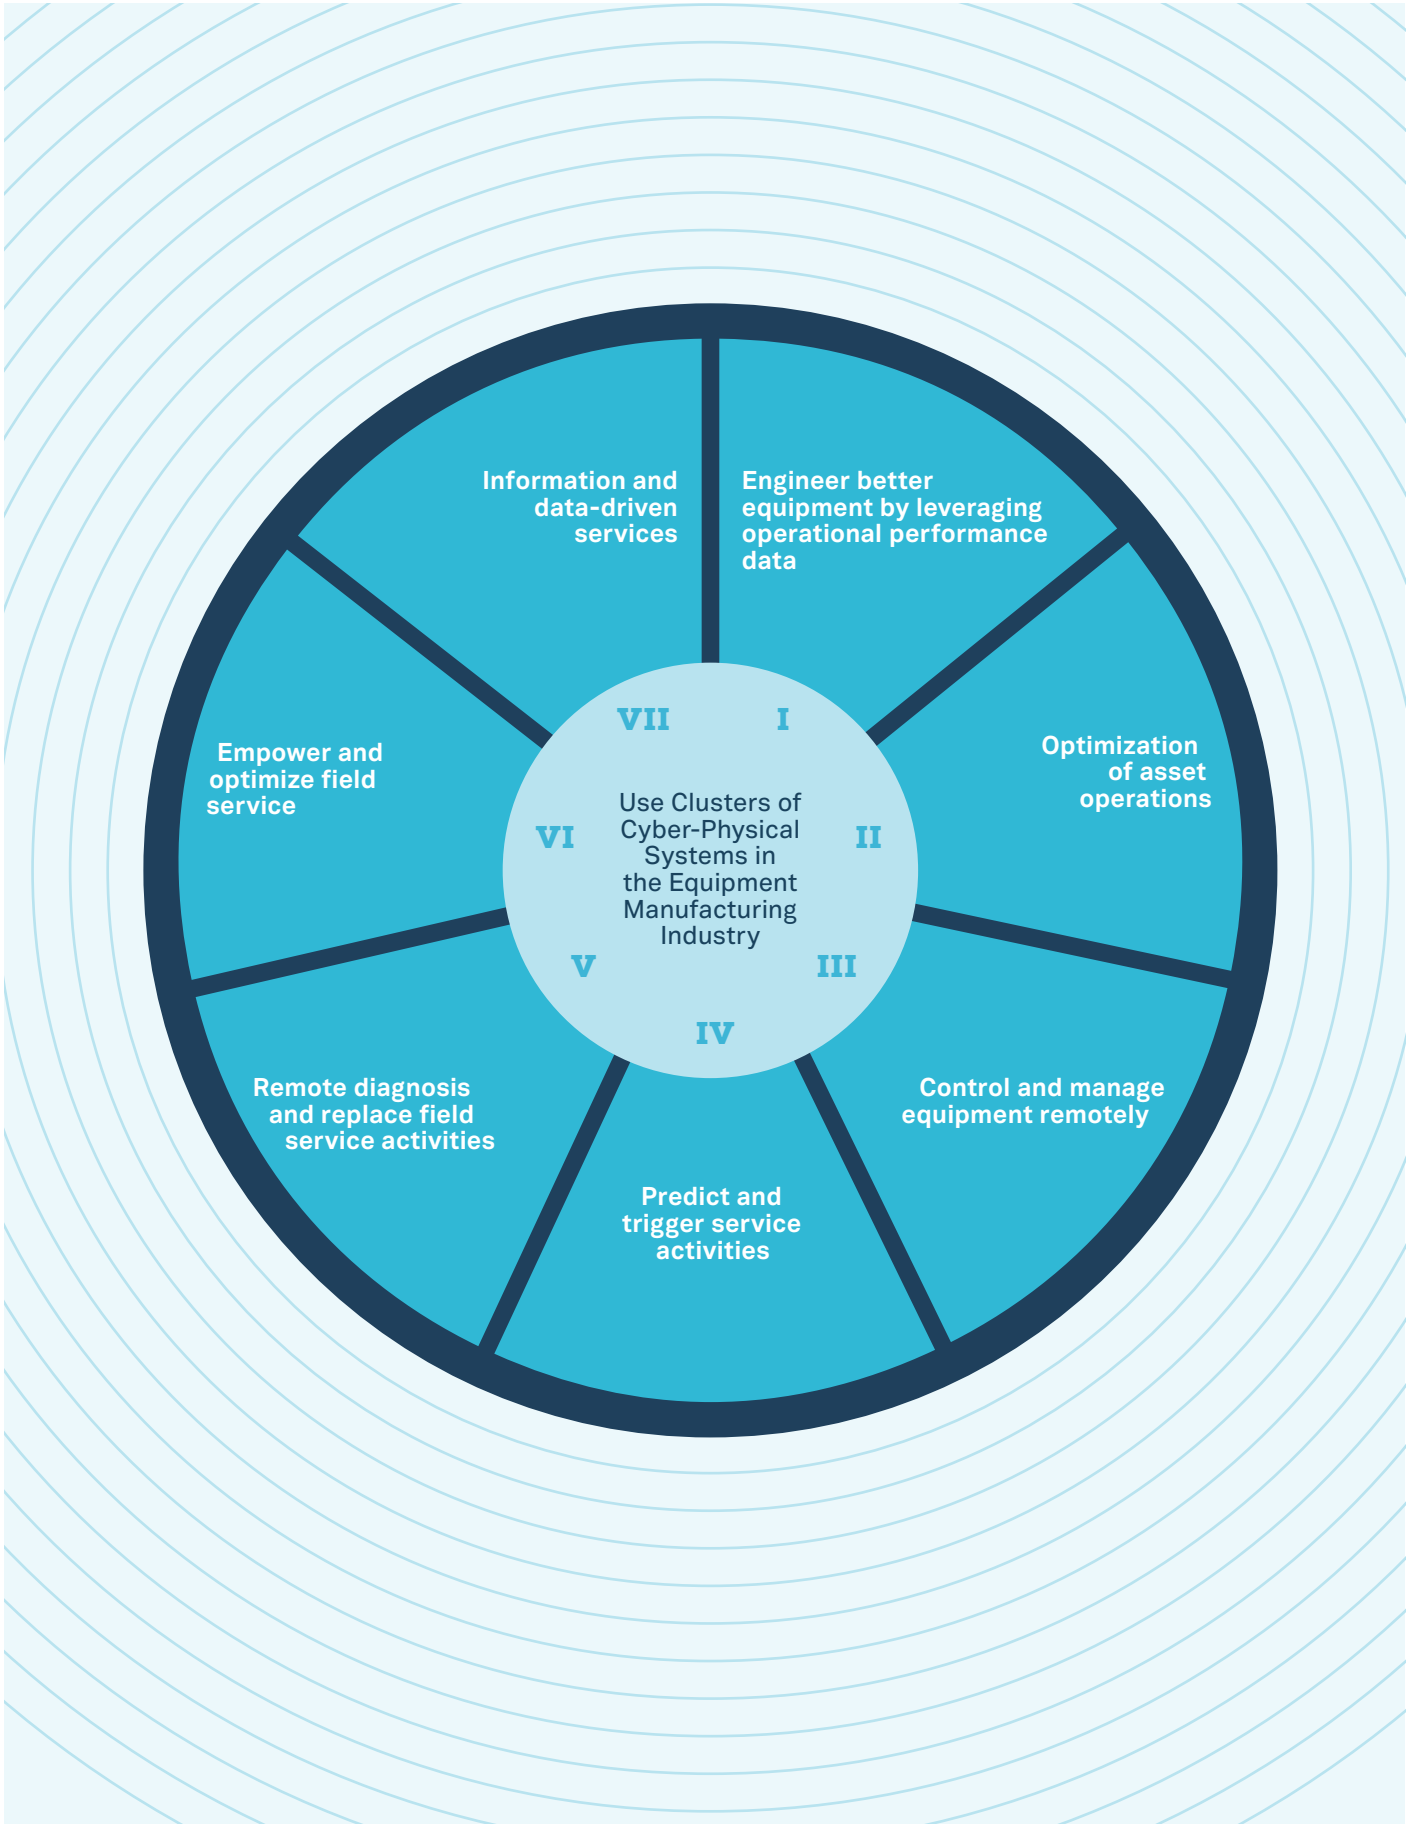 Information and
data-driven
services
Engineer better
equipment by leveraging
operational performance
data
Optimization
of asset
operations
Control and manage
equipment remotely
Predict and
trigger service
activities
Remote diagnosis
and replace field
service activities
Empower and
optimize field
service
VII
I
VI
II
V
III
IV
Use Clusters of
Cyber-Physical
Systems in
the Equipment
Manufacturing
Industry